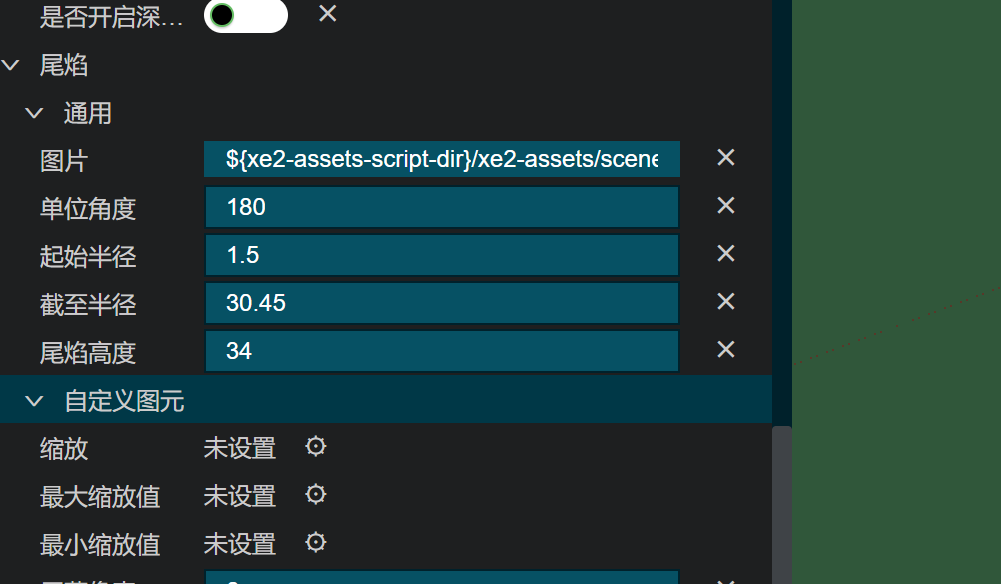 是否开启深...
尾焰
通用
图片 ${xe2-assets-script-dir}/xe2-assets/scene
单位角度 180
起始半径 1.5
截至半径 30.45
尾焰高度 34
自定义图元
缩放 未设置
最大缩放值 未设置
最小缩放值 未设置